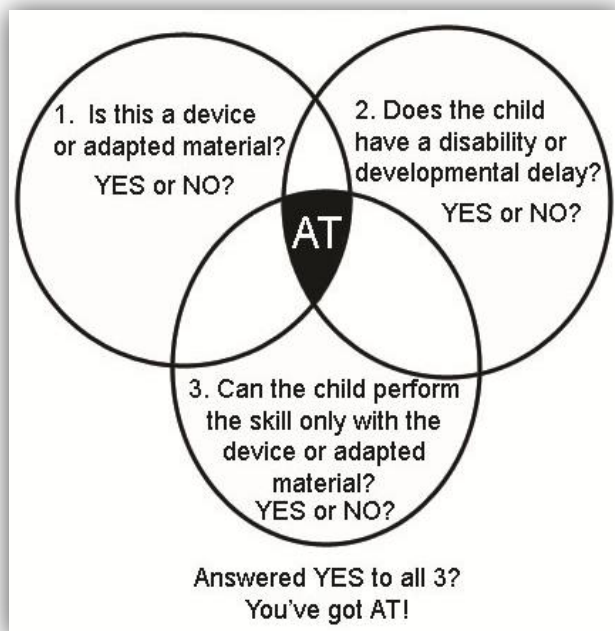 1. Is this a device
or adapted material?
YES or NO?
2. Does the child
have a disability or
developmental delay?
YES or NO?
AT
3. Can the child perform
the skill only with the
device or adapted
material?
YES or NO?
Answered YES to all 3?
You've got AT!